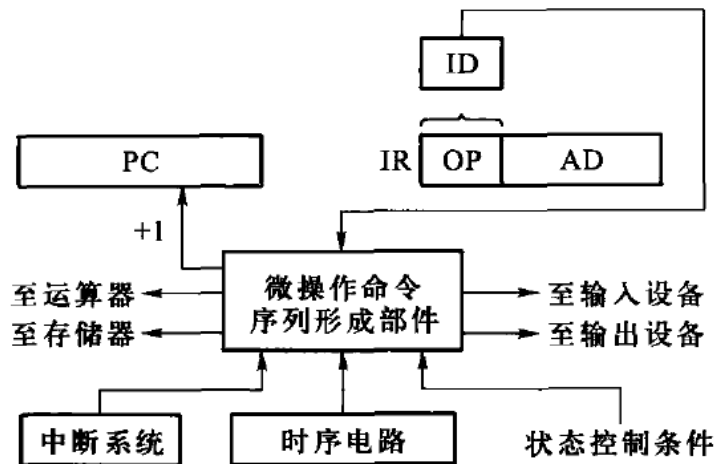 ID
PC
IR OP AD
+1
微操作命令
序列形成部件
至运算器
至存储器
至输入设备
至输出设备
中断系统
时序电路
状态控制条件